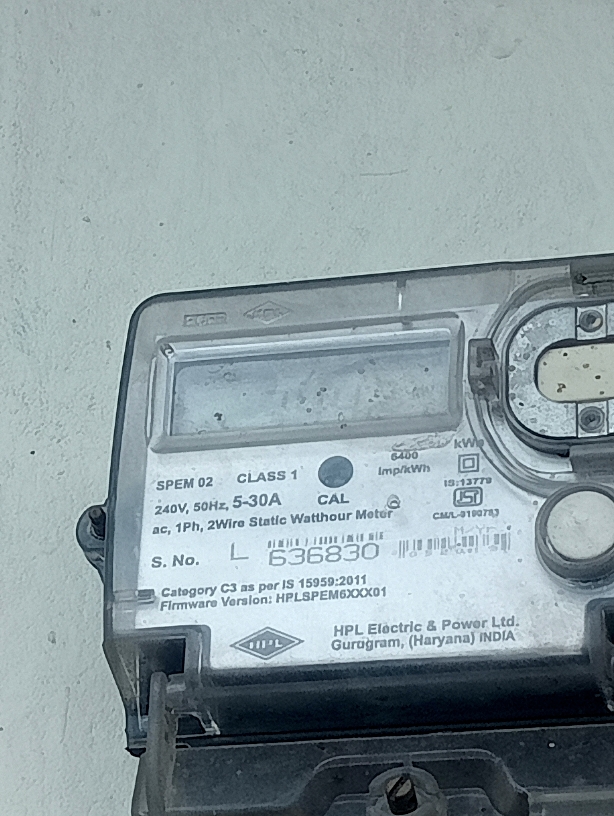 kWh
6400
Imp/kWh
SPEM 02 CLASS 1
240V, 50Hz, 5-30A CAL
IS:13779
ac, 1Ph, 2Wire Static Watthour Meter
S. No. L 636830
Category C3 as per IS 15959:2011
Firmware Version: HPLSPEM6XXX01
HPL
HPL Electric & Power Ltd.
Gurugram, (Haryana) INDIA